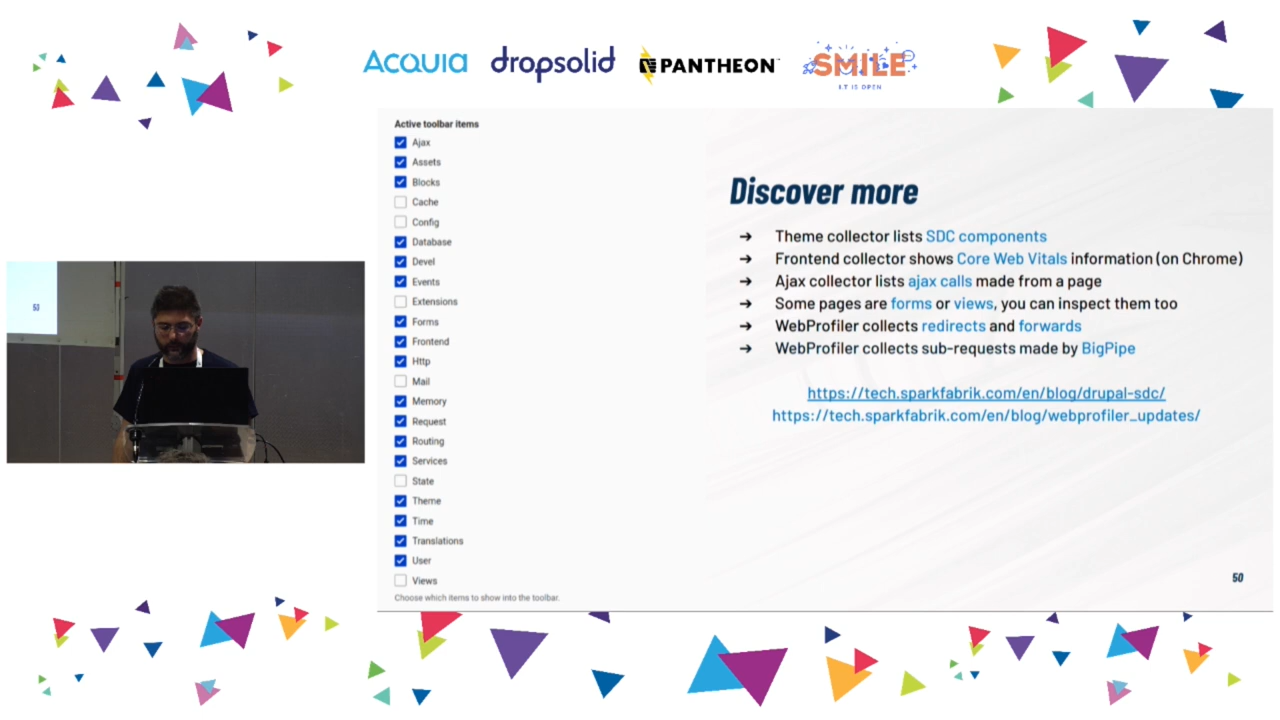 ACQUIA
dropsolid
PANTHEON
SMILE
I.T IS OPEN
Active toolbar items
Ajax
Assets
Blocks
Cache
Config
Database
Devel
Events
Extensions
Forms
Frontend
Http
Mail
Memory
Request
Routing
Services
State
Theme
Time
Translations
User
Views
Choose which items to show into the toolbar.
Discover more
➔ Theme collector lists SDC components
➔ Frontend collector shows Core Web Vitals information (on Chrome)
➔ Ajax collector lists ajax calls made from a page
➔ Some pages are forms or views, you can inspect them too
➔ WebProfiler collects redirects and forwards
➔ WebProfiler collects sub-requests made by BigPipe
https://tech.sparkfabrik.com/en/blog/drupal-sdc/
https://tech.sparkfabrik.com/en/blog/webprofiler_updates/
50
50